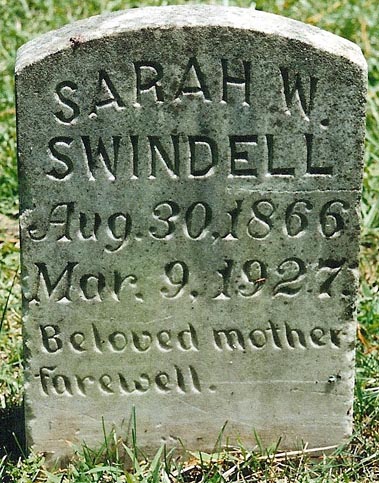 SARAH W.
SWINDELL
Aug. 30, 1866
Mar. 9, 1927.
Beloved mother
farewell.